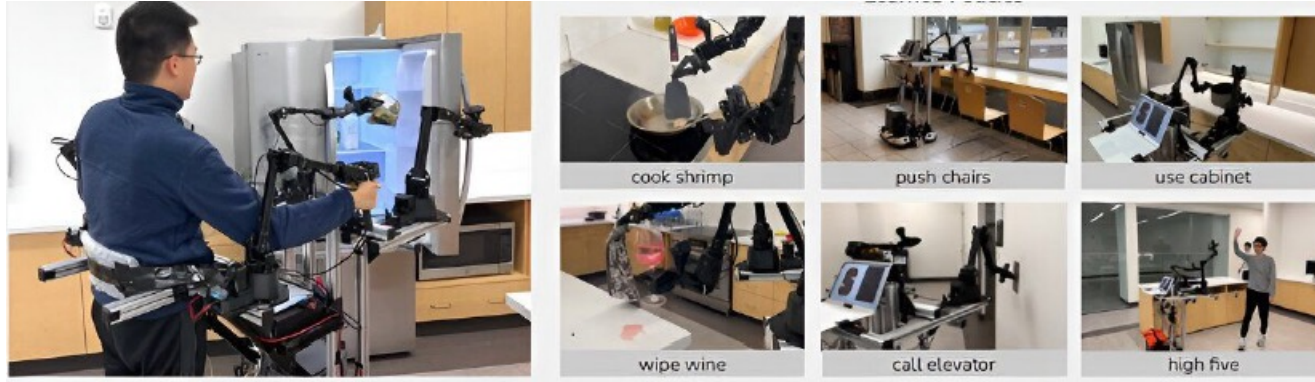 cook shrimp
push chairs
use cabinet
wipe wine
call elevator
high five